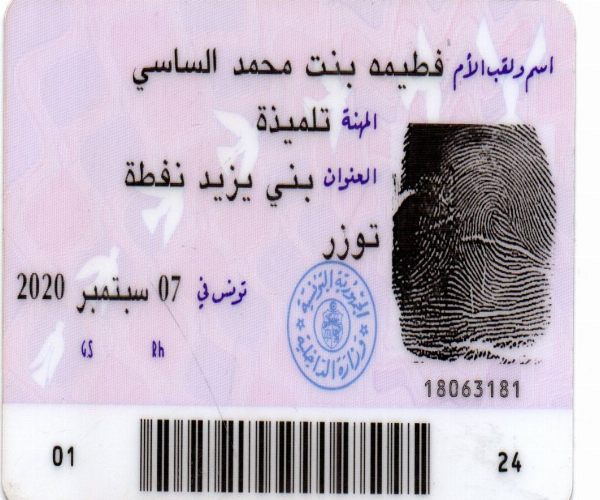 اسم ولقب الأم فطيمه بنت محمد الساسي
المهنة تلميذة
العنوان بني يزيد نفطة
توزر
تونس في 07 سبتمبر 2020
GS Rh
الجمهورية التونسية
وزارة الداخلية
18063181
01 24